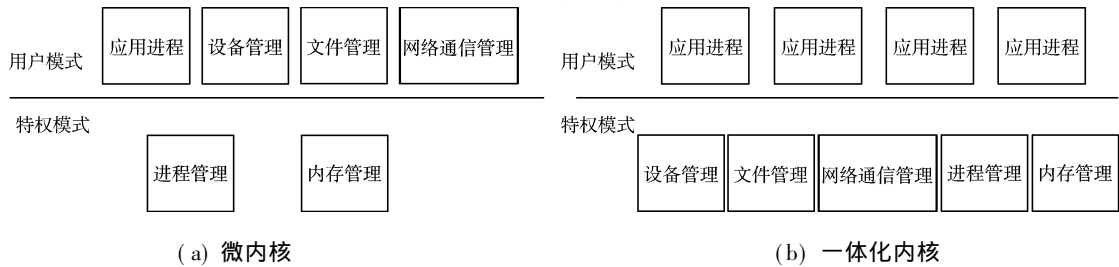 应用进程 设备管理 文件管理 网络通信管理
用户模式
特权模式
进程管理 内存管理
(a) 微内核
应用进程 应用进程 应用进程 应用进程
用户模式
特权模式
设备管理 文件管理 网络通信管理 进程管理 内存管理
(b) 一体化内核